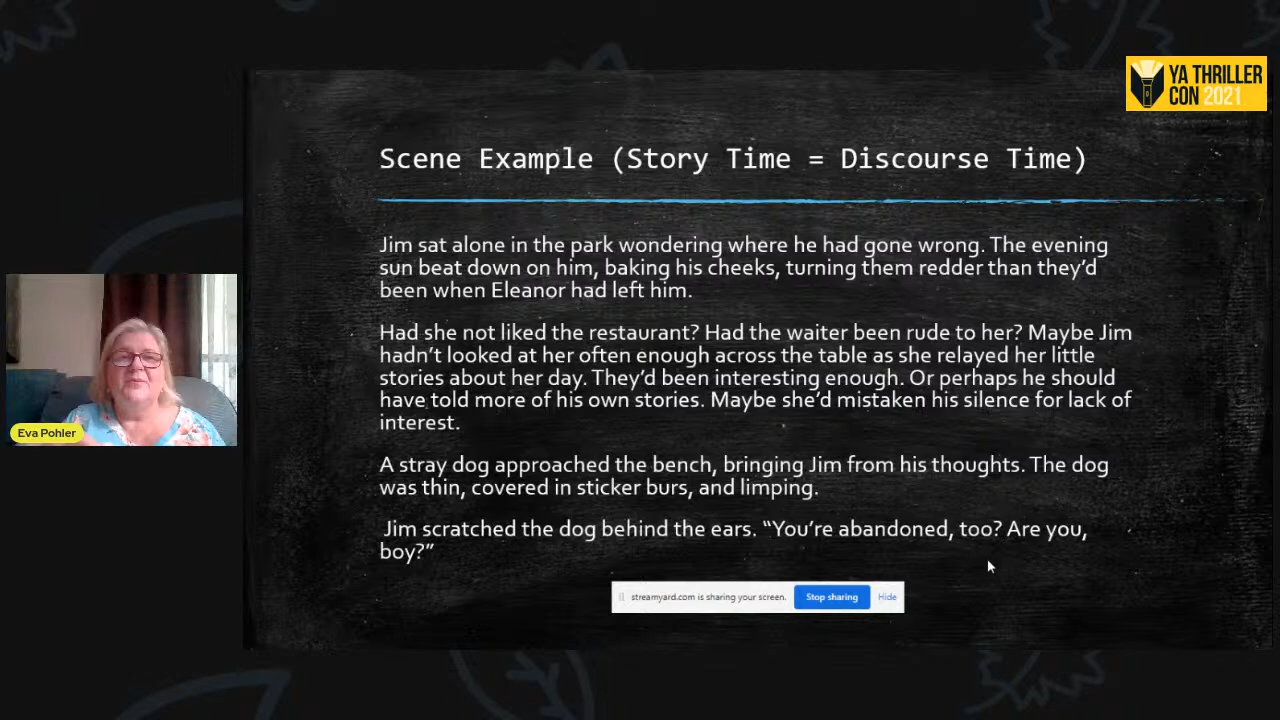 YA THRILLER
CON 2021
Scene Example (Story Time = Discourse Time)
Jim sat alone in the park wondering where he had gone wrong. The evening
sun beat down on him, baking his cheeks, turning them redder than they’d
been when Eleanor had left him.
Had she not liked the restaurant? Had the waiter been rude to her? Maybe Jim
hadn’t looked at her often enough across the table as she relayed her little
stories about her day. They’d been interesting enough. Or perhaps he should
have told more of his own stories. Maybe she’d mistaken his silence for lack of
interest.
A stray dog approached the bench, bringing Jim from his thoughts. The dog
was thin, covered in sticker burs, and limping.
Jim scratched the dog behind the ears. “You’re abandoned, too? Are you,
boy?”
Eva Pohler
streamyard.com is sharing your screen. Stop sharing Hide